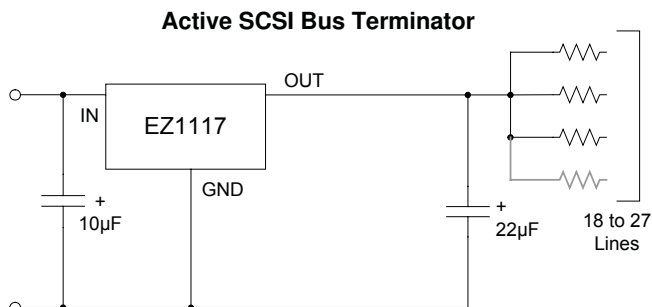 Active SCSI Bus Terminator
IN
EZ1117
OUT
GND
+
10µF
+
22µF
18 to 27
Lines